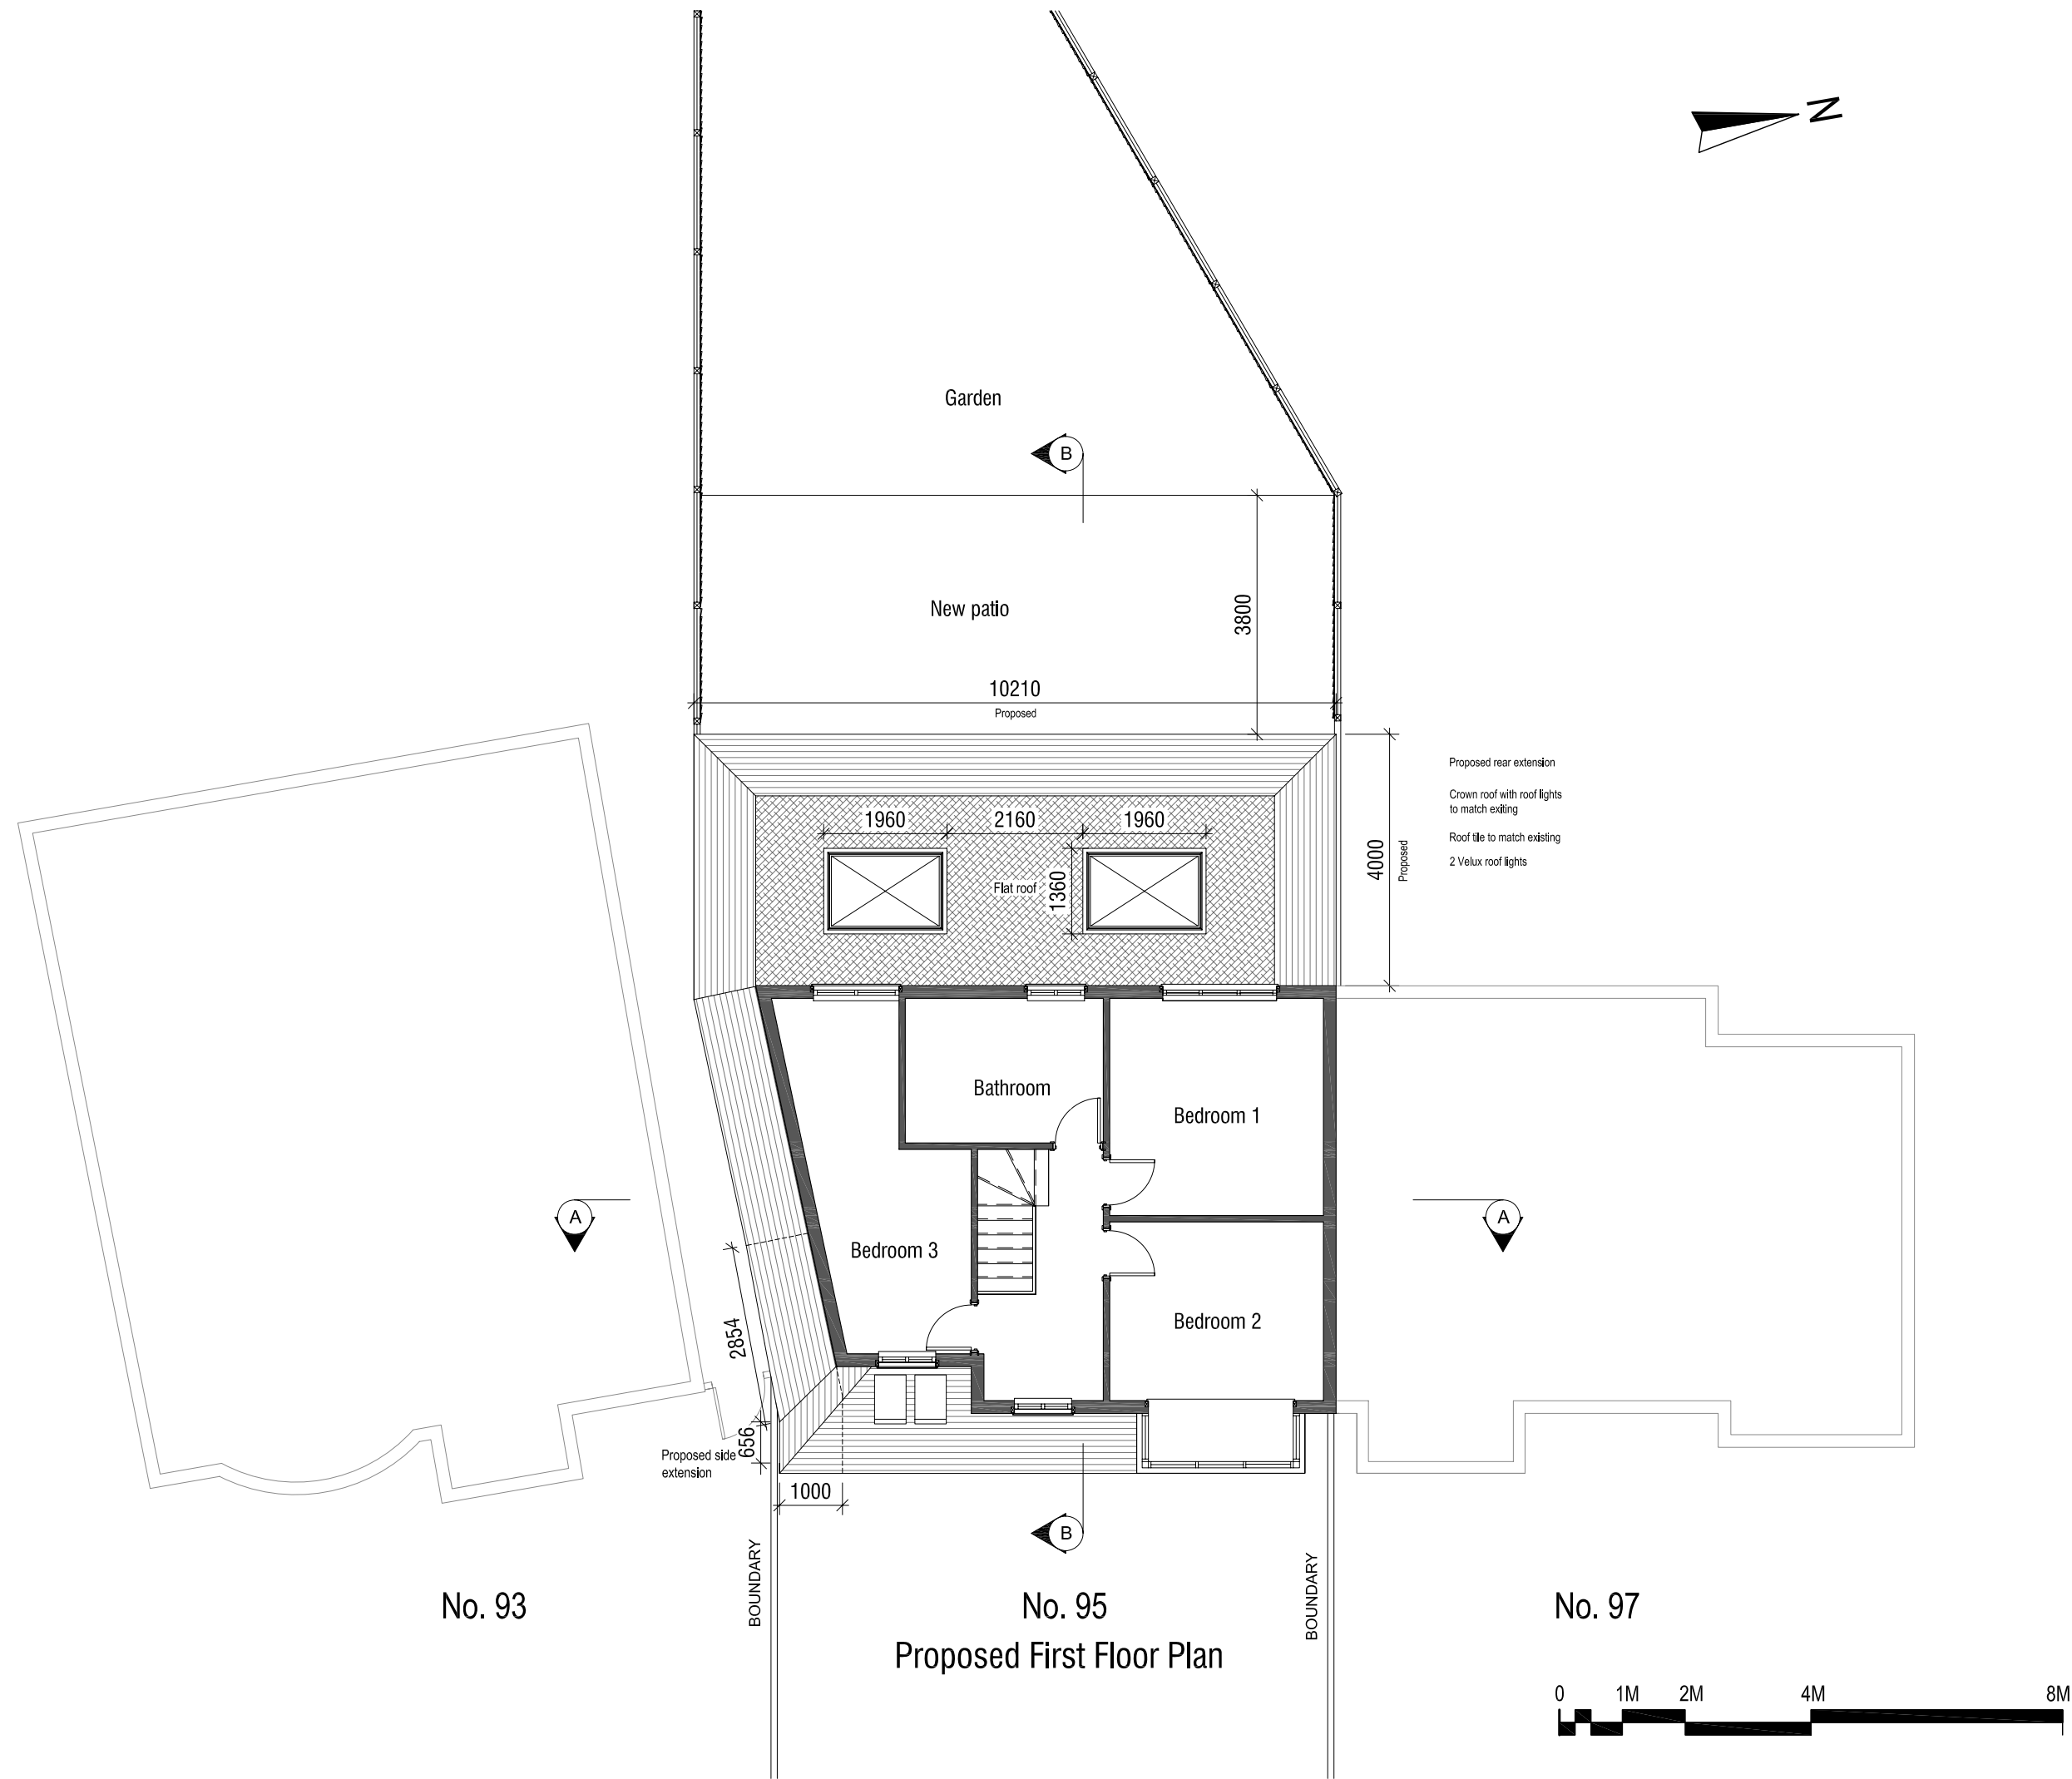 N
Garden
B
New patio
3800
10210
Proposed
Proposed rear extension
Crown roof with roof lights
to match exiting
Roof tile to match existing
2 Velux roof lights
1960
2160
1960
Flat roof
1360
4000
Proposed
Bathroom
Bedroom 1
A
A
Bedroom 3
Bedroom 2
2854
656
Proposed side
extension
1000
B
BOUNDARY
BOUNDARY
No. 93
No. 95
No. 97
Proposed First Floor Plan
0 1M 2M 4M 8M